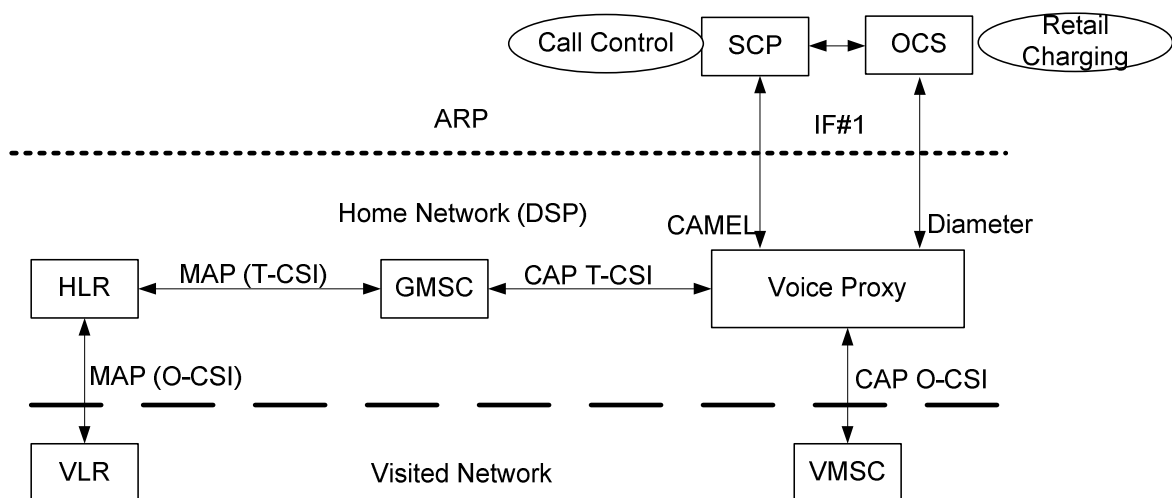 Call Control
SCP
OCS
Retail
Charging
ARP
IF#1
Home Network (DSP)
CAMEL
Diameter
HLR
MAP (T-CSI)
GMSC
CAP T-CSI
Voice Proxy
MAP (O-CSI)
CAP O-CSI
VLR
Visited Network
VMSC